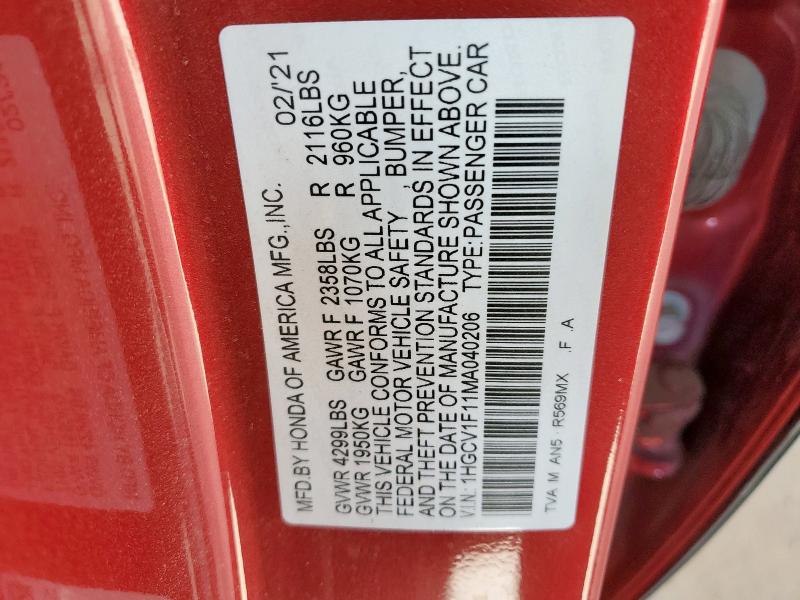 MFD.BY HONDA OF AMERICA MFG.,INC. 02/'21
GVWR 4299LBS GAWR F 2358LBS R 2116LBS
GVWR 1950KG GAWR F 1070KG R 960KG
THIS VEHICLE CONFORMS TO ALL APPLICABLE
FEDERAL MOTOR VEHICLE SAFETY , BUMPER,
AND THEFT PREVENTION STANDARDS IN EFFECT
ON THE DATE OF MANUFACTURE SHOWN ABOVE.
V.I.N: 1HGCV1F11MA040206 TYPE:PASSENGER CAR
TVA M AN5 - R569MX .F .A